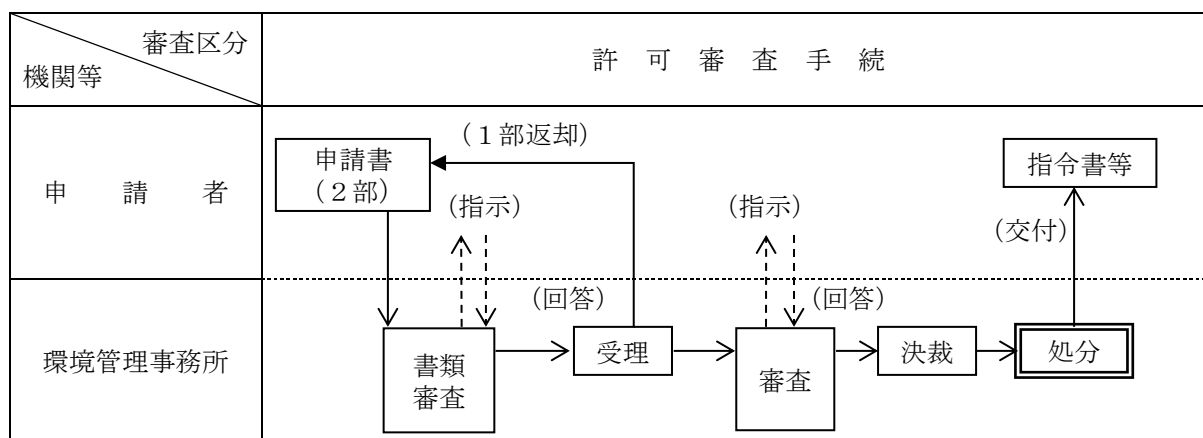 審査区分
機関等
許可審査手続
申請者
申請書
(2部)
(1部返却)
(指示)
(指示)
指令書等
(交付)
環境管理事務所
書類
審査
(回答)
受理
審査
(回答)
決裁
処分